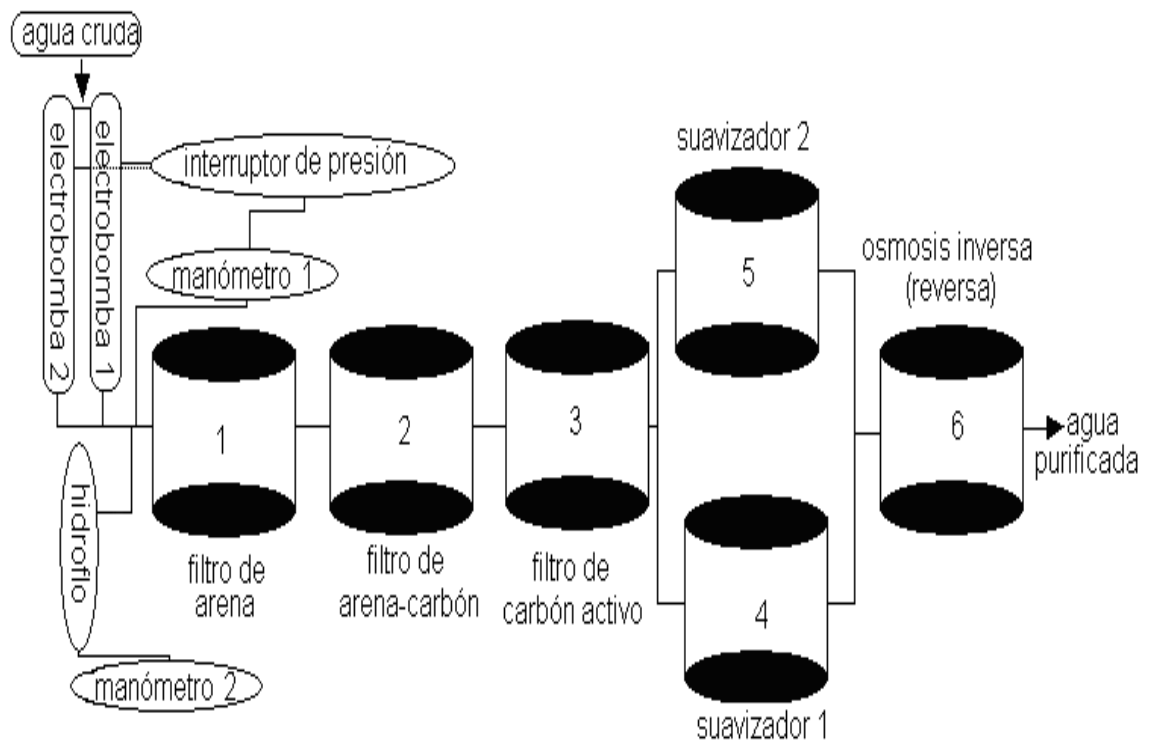 agua cruda
electrobomba 2
electrobomba 1
interruptor de presión
manómetro 1
suavizador 2
5
osmosis inversa
(reversa)
1
2
3
6
agua
purificada
hidroflo
filtro de
arena
filtro de
arena-carbón
filtro de
carbón activo
4
manómetro 2
suavizador 1